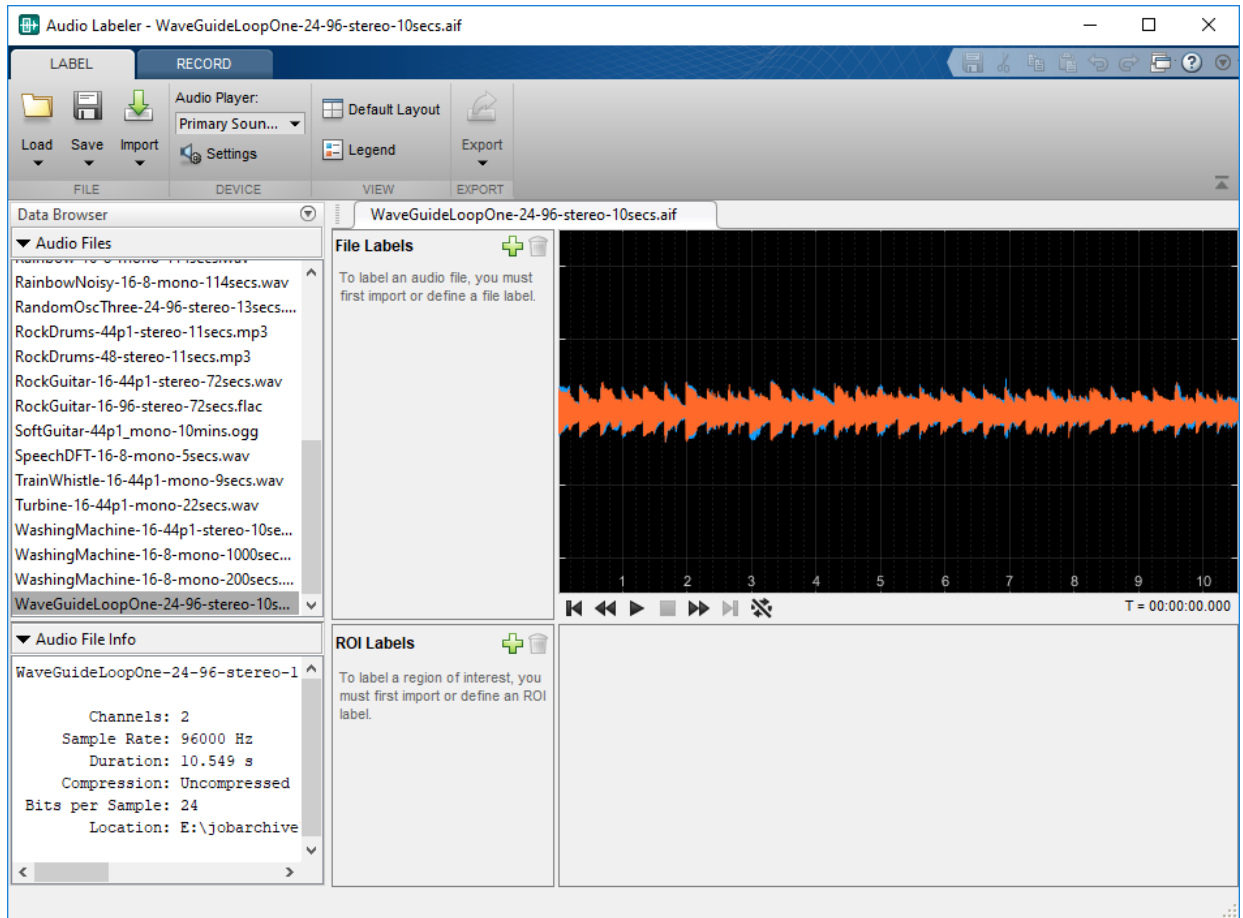 Audio Labeler - WaveGuideLoopOne-24-96-stereo-10secs.aif
LABEL
RECORD
Load
Save
Import
Audio Player:
Primary Soun...
Settings
Default Layout
Legend
Export
FILE
DEVICE
VIEW
EXPORT
Data Browser
WaveGuideLoopOne-24-96-stereo-10secs.aif
Audio Files
RainbowNoisy-16-8-mono-114secs.wav
RandomOscThree-24-96-stereo-13secs....
RockDrums-44p1-stereo-11secs.mp3
RockDrums-48-stereo-11secs.mp3
RockGuitar-16-44p1-stereo-72secs.wav
RockGuitar-16-96-stereo-72secs.flac
SoftGuitar-44p1_mono-10mins.ogg
SpeechDFT-16-8-mono-5secs.wav
TrainWhistle-16-44p1-mono-9secs.wav
Turbine-16-44p1-mono-22secs.wav
WashingMachine-16-44p1-stereo-10se...
WashingMachine-16-8-mono-1000sec...
WashingMachine-16-8-mono-200secs....
WaveGuideLoopOne-24-96-stereo-10s...
File Labels
To label an audio file, you must
first import or define a file label.
1 2 3 4 5 6 7 8 9 10
T = 00:00:00.000
Audio File Info
WaveGuideLoopOne-24-96-stereo-1
Channels: 2
Sample Rate: 96000 Hz
Duration: 10.549 s
Compression: Uncompressed
Bits per Sample: 24
Location: E:\jobarchive
ROI Labels
To label a region of interest, you
must first import or define an ROI
label.